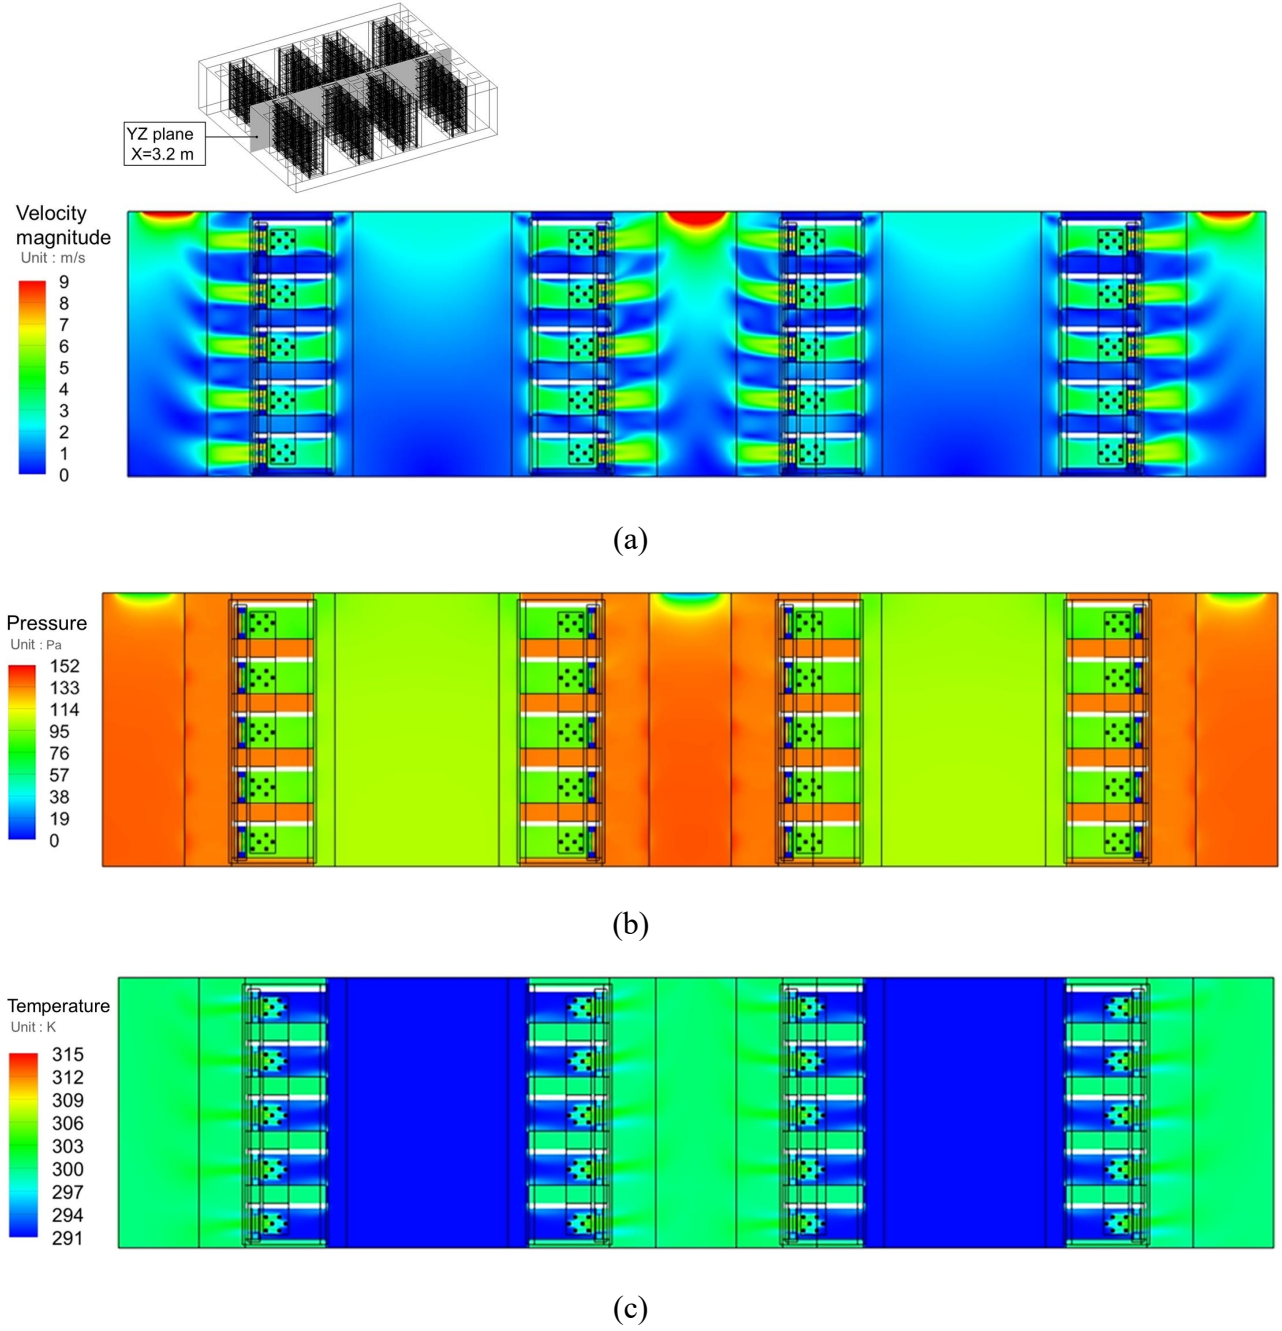 YZ plane
X=3.2 m
Velocity
magnitude
Unit : m/s
9
8
7
6
5
4
3
2
1
0
(a)
Pressure
Unit : Pa
152
133
114
95
76
57
38
19
0
(b)
Temperature
Unit : K
315
312
309
306
303
300
297
294
291
(c)